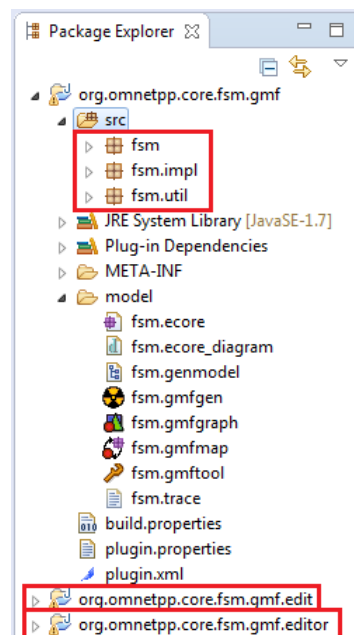 Package Explorer
org.omnetpp.core.fsm.gmf
src
fsm
fsm.impl
fsm.util
JRE System Library [JavaSE-1.7]
Plug-in Dependencies
META-INF
model
fsm.ecore
fsm.ecore_diagram
fsm.genmodel
fsm.gmfgen
fsm.gmfgraph
fsm.gmfmap
fsm.gmftool
fsm.trace
build.properties
plugin.properties
plugin.xml
org.omnetpp.core.fsm.gmf.edit
org.omnetpp.core.fsm.gmf.editor